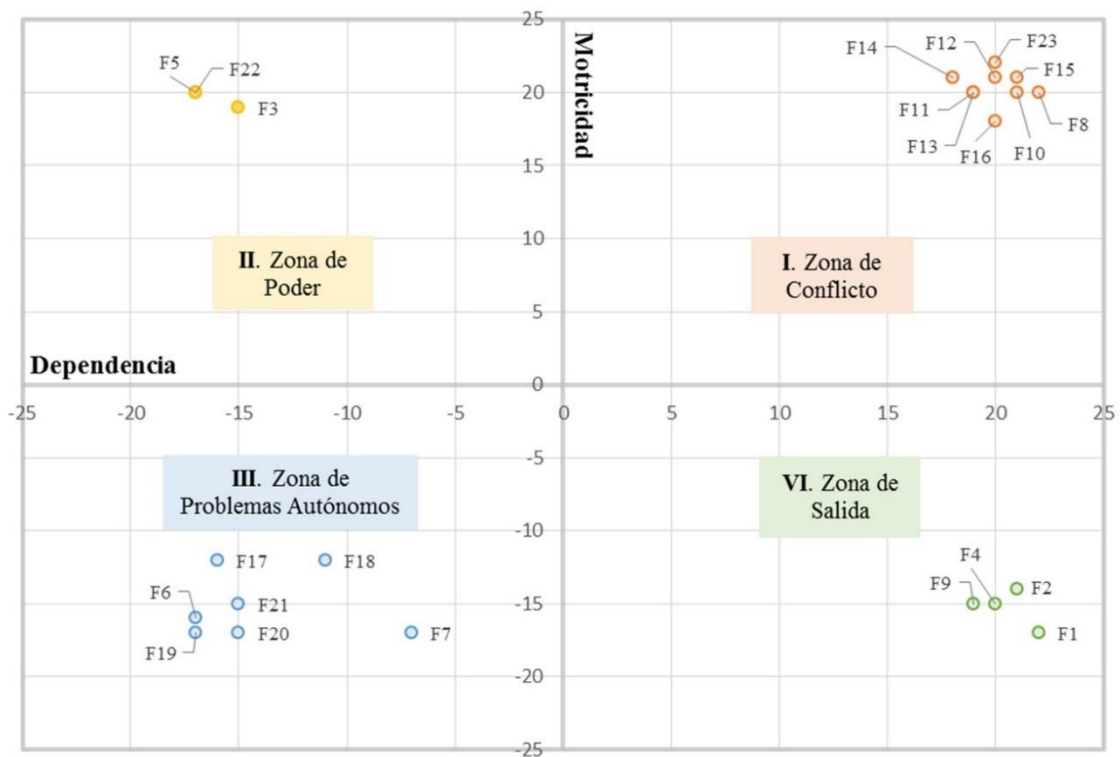 25
Motricidad
F5
F22
F3
F14
F12
F23
F15
F11
F8
F13
F16
F10
20
15
10
5
0
II. Zona de
Poder
I. Zona de
Conflicto
Dependencia
-25
-20
-15
-10
-5
0
5
10
15
20
25
-5
-10
-15
-20
-25
III. Zona de
Problemas Autónomos
VI. Zona de
Salida
F17
F18
F6
F21
F19
F20
F7
F4
F9
F2
F1